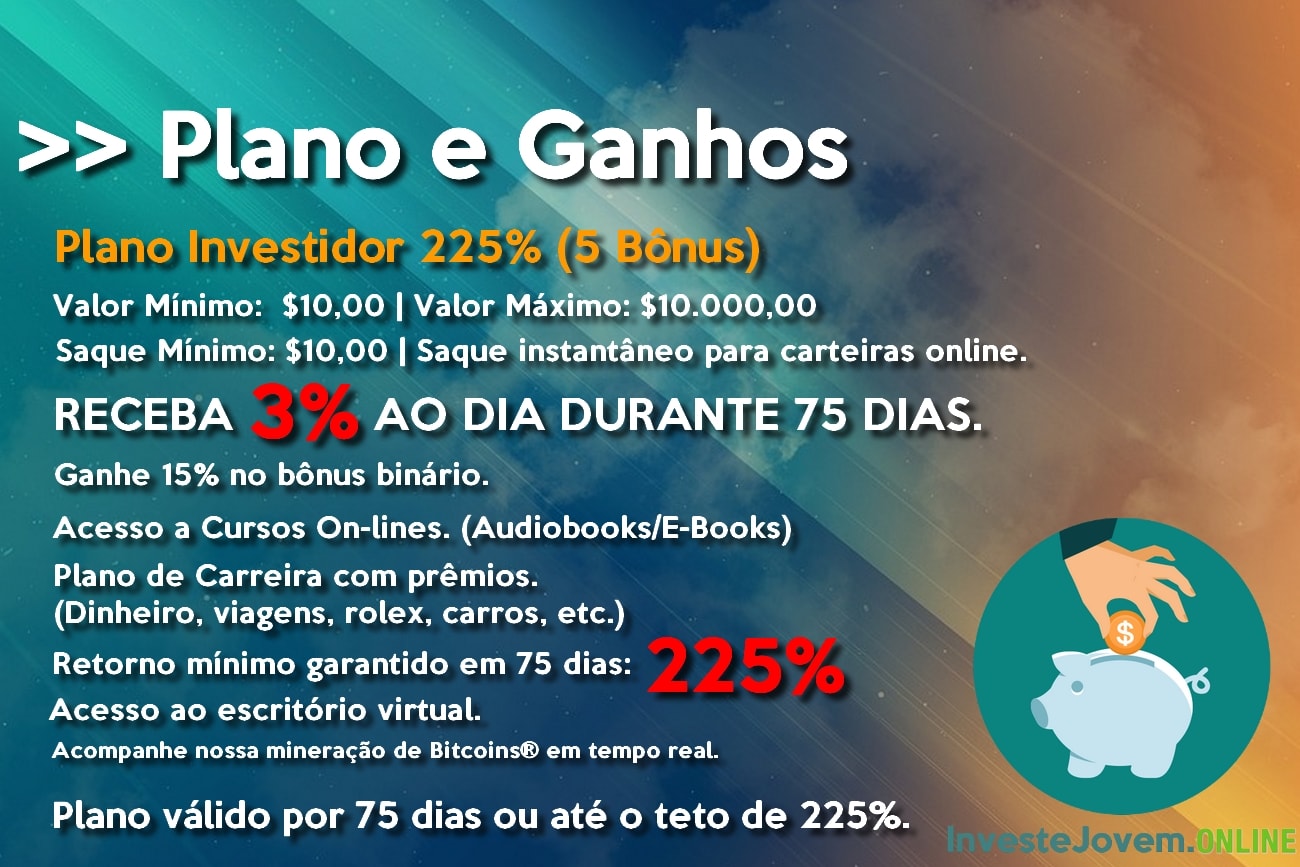 >> Plano e Ganhos
Plano Investidor 225% (5 Bônus)
Valor Mínimo: $10,00 | Valor Máximo: $10.000,00
Saque Mínimo: $10,00 | Saque instantâneo para carteiras online.
RECEBA 3% AO DIA DURANTE 75 DIAS.
Ganhe 15% no bônus binário.
Acesso a Cursos On-lines. (Audiobooks/E-Books)
Plano de Carreira com prêmios.
(Dinheiro, viagens, rolex, carros, etc.)
Retorno mínimo garantido em 75 dias: 225%
Acesso ao escritório virtual.
Acompanhe nossa mineração de Bitcoins® em tempo real.
Plano válido por 75 dias ou até o teto de 225%.
$
InvesteJovem.ONLINE